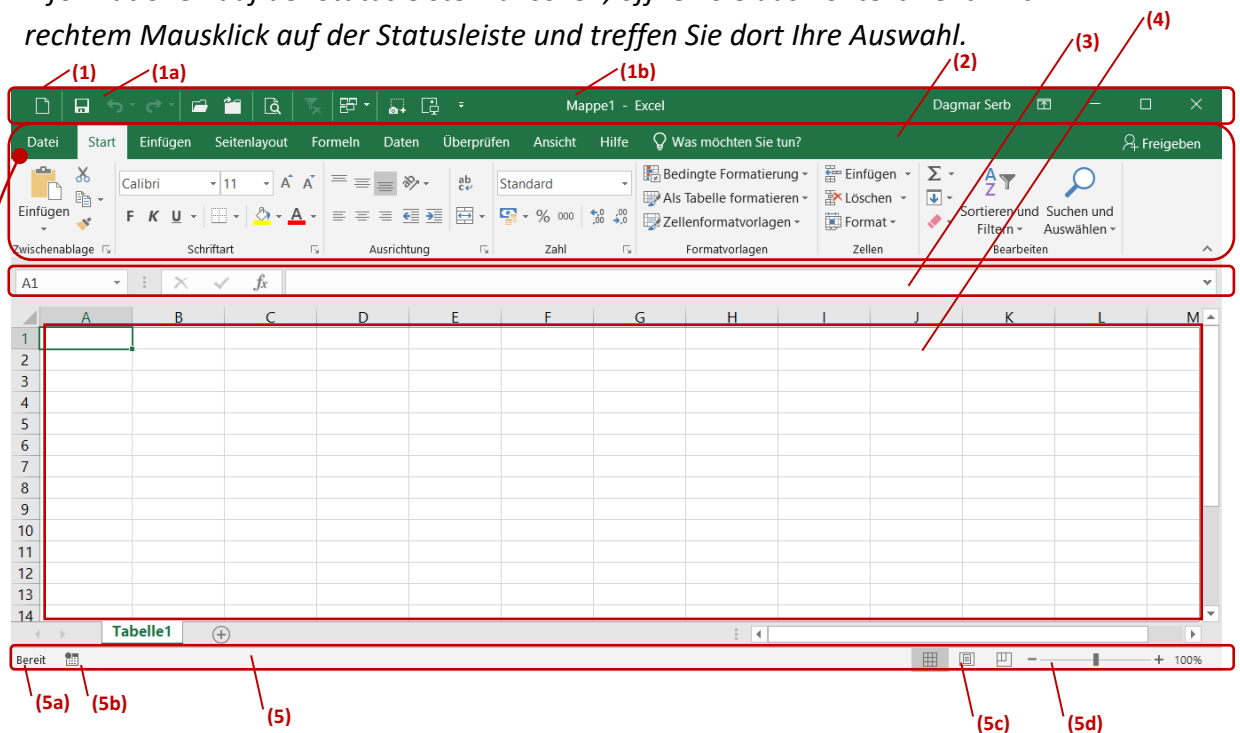 rechtem Mausklick auf der Statusleiste und treffen Sie dort Ihre Auswahl.
(4)
(3)
(1) (1a) (1b) (2)
Mappe1 - Excel Dagmar Serb
Datei Start Einfügen Seitenlayout Formeln Daten Überprüfen Ansicht Hilfe Was möchten Sie tun? Freigeben
Einfügen
Calibri 11 A A
ab
Standard
Bedingte Formatierung
Einfügen
Σ
A
Z
Als Tabelle formatieren
Löschen
F K U A
% 000 ,00 ,00
Zellenformatvorlagen
Format
Sortieren und Filtern
Suchen und Auswählen
Zwischenablage Schriftart Ausrichtung Zahl Formatvorlagen Zellen Bearbeiten
A1 fx
A B C D E F G H I J K L M
1
2
3
4
5
6
7
8
9
10
11
12
13
14
Tabelle1
Bereit 100%
(5a) (5b) (5) (5c) (5d)